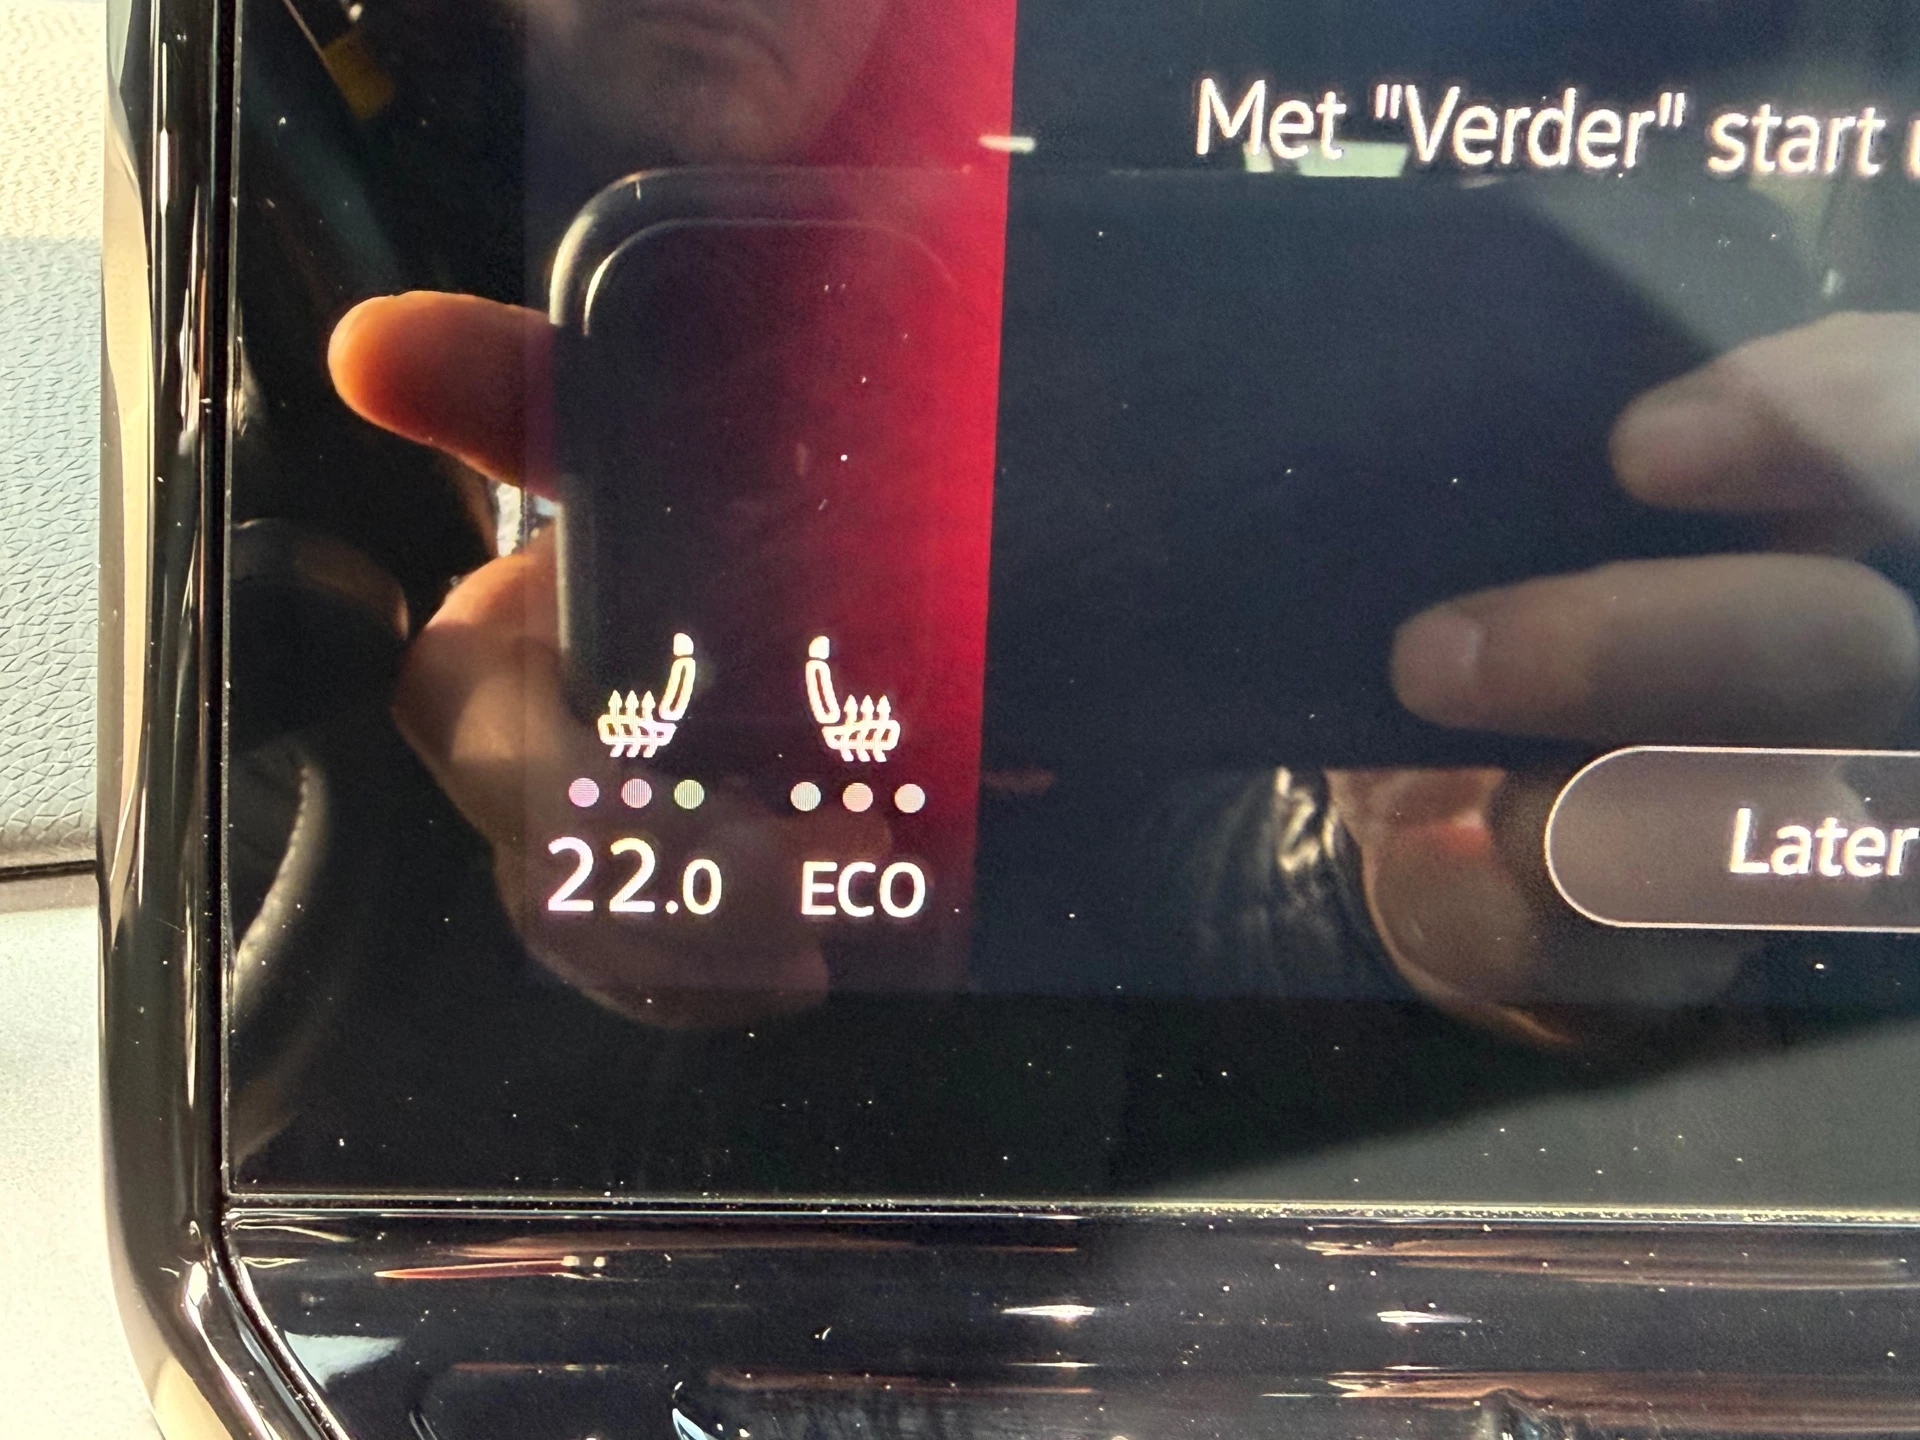 Met "Verder" start
22.0 ECO
Later